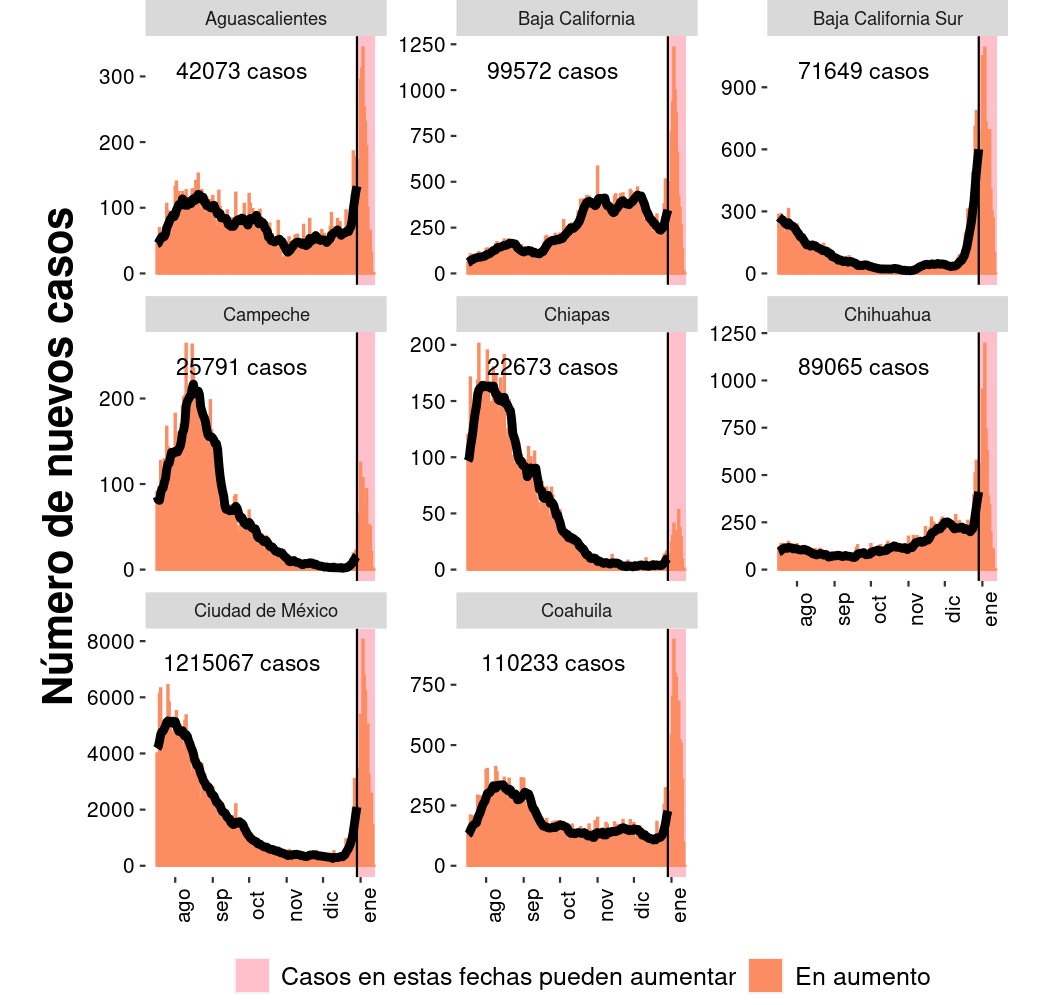 Número de nuevos casos
Aguascalientes
42073 casos
300
200
100
0
Baja California
99572 casos
1250
1000
750
500
250
0
Baja California Sur
71649 casos
900
600
300
0
Campeche
25791 casos
200
100
0
Chiapas
22673 casos
200
150
100
50
0
Chihuahua
89065 casos
1250
1000
750
500
250
0
ago sep oct nov dic ene
Ciudad de México
1215067 casos
8000
6000
4000
2000
0
ago sep oct nov dic ene
Coahuila
110233 casos
750
500
250
0
ago sep oct nov dic ene
Casos en estas fechas pueden aumentar En aumento